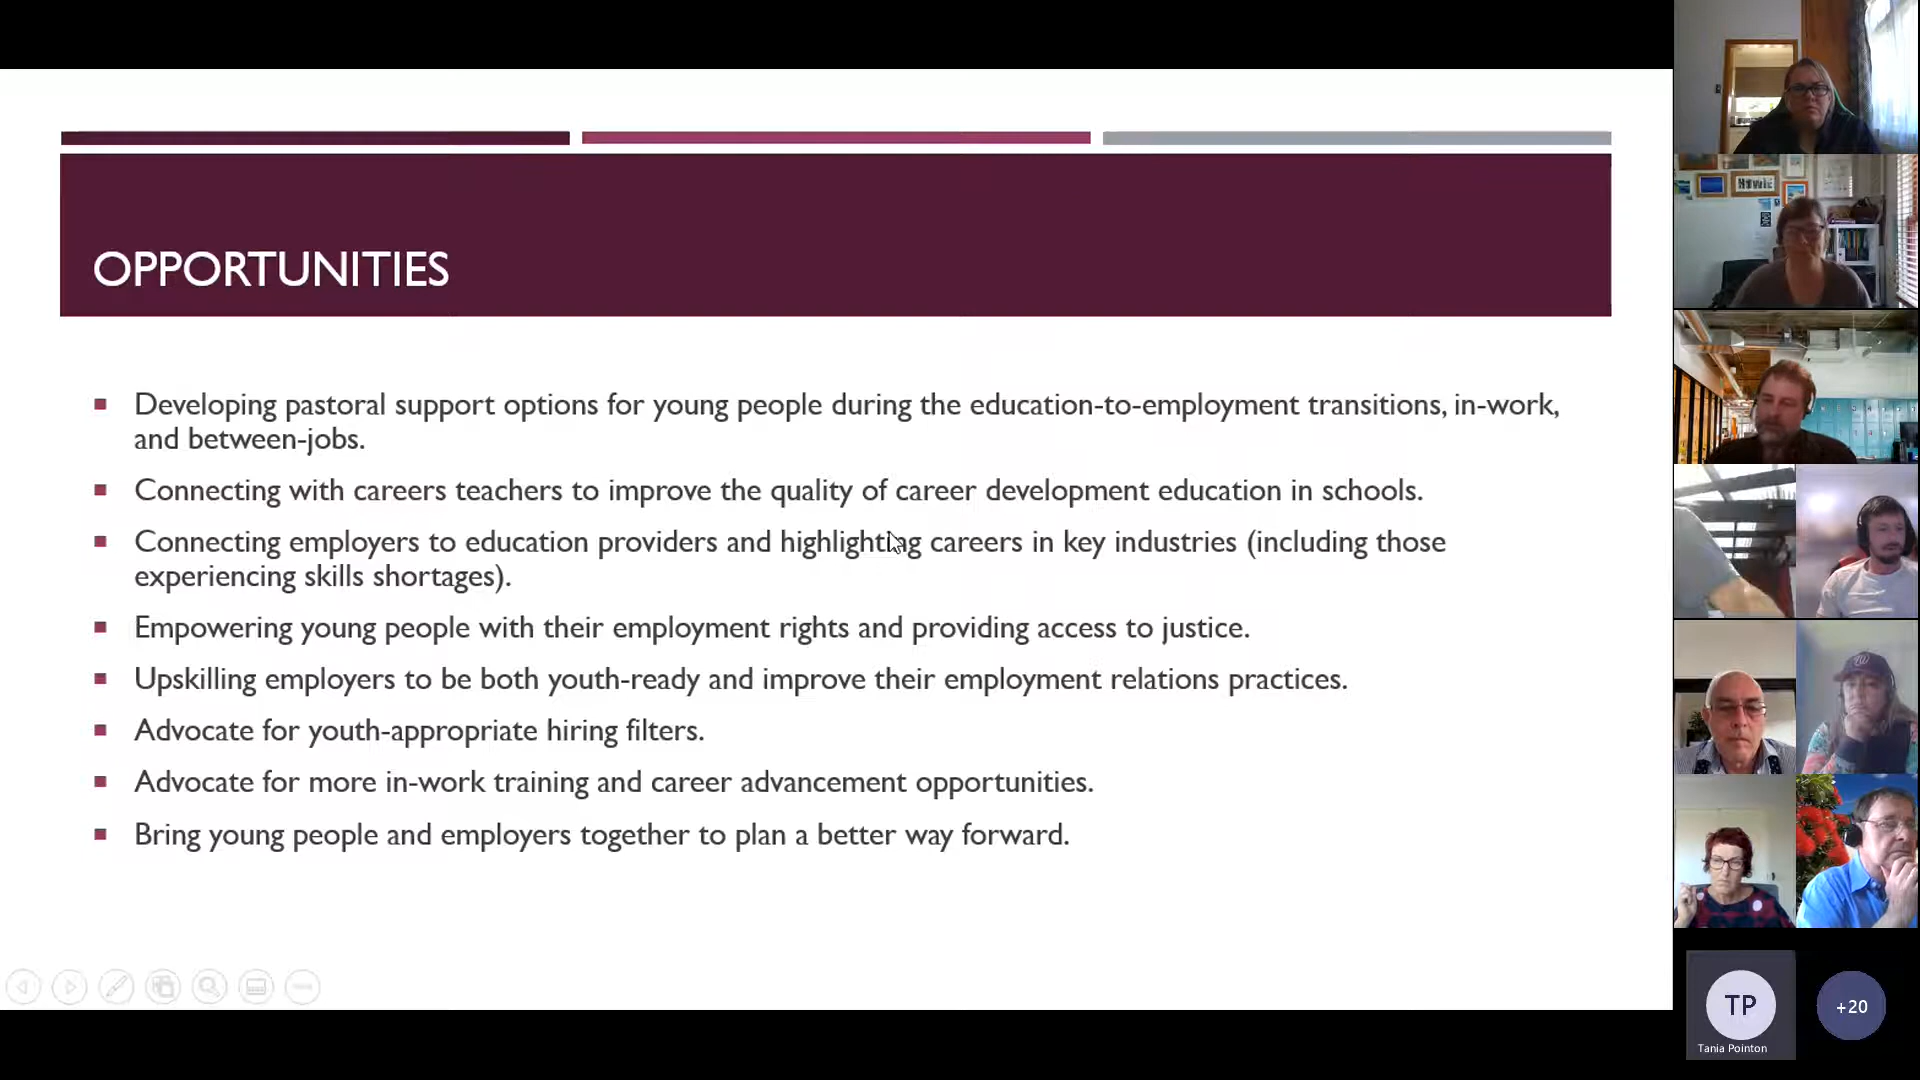 OPPORTUNITIES
Developing pastoral support options for young people during the education-to-employment transitions, in-work,
and between-jobs.
Connecting with careers teachers to improve the quality of career development education in schools.
Connecting employers to education providers and highlighting careers in key industries (including those
experiencing skills shortages).
Empowering young people with their employment rights and providing access to justice.
Upskilling employers to be both youth-ready and improve their employment relations practices.
Advocate for youth-appropriate hiring filters.
Advocate for more in-work training and career advancement opportunities.
Bring young people and employers together to plan a better way forward.
Howie
W
TP
Tania Pointon
+20